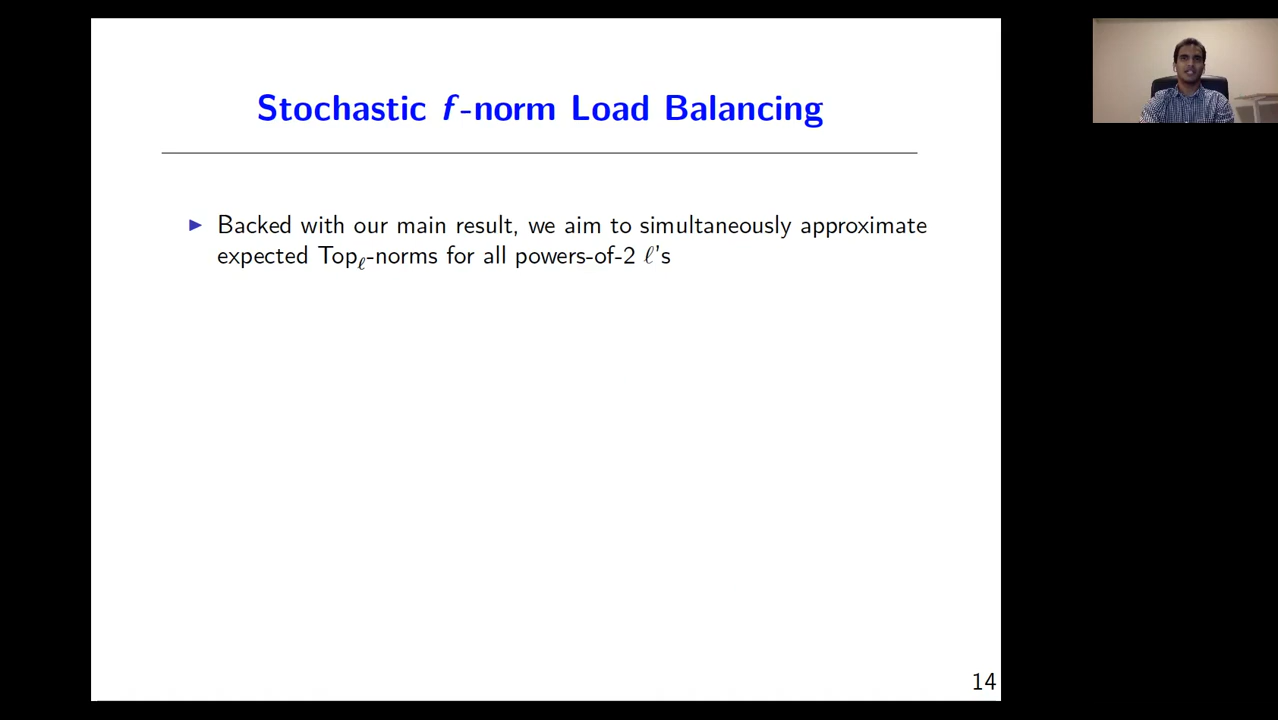 Stochastic f-norm Load Balancing
▶ Backed with our main result, we aim to simultaneously approximate
expected Topℓ-norms for all powers-of-2 ℓ's
14